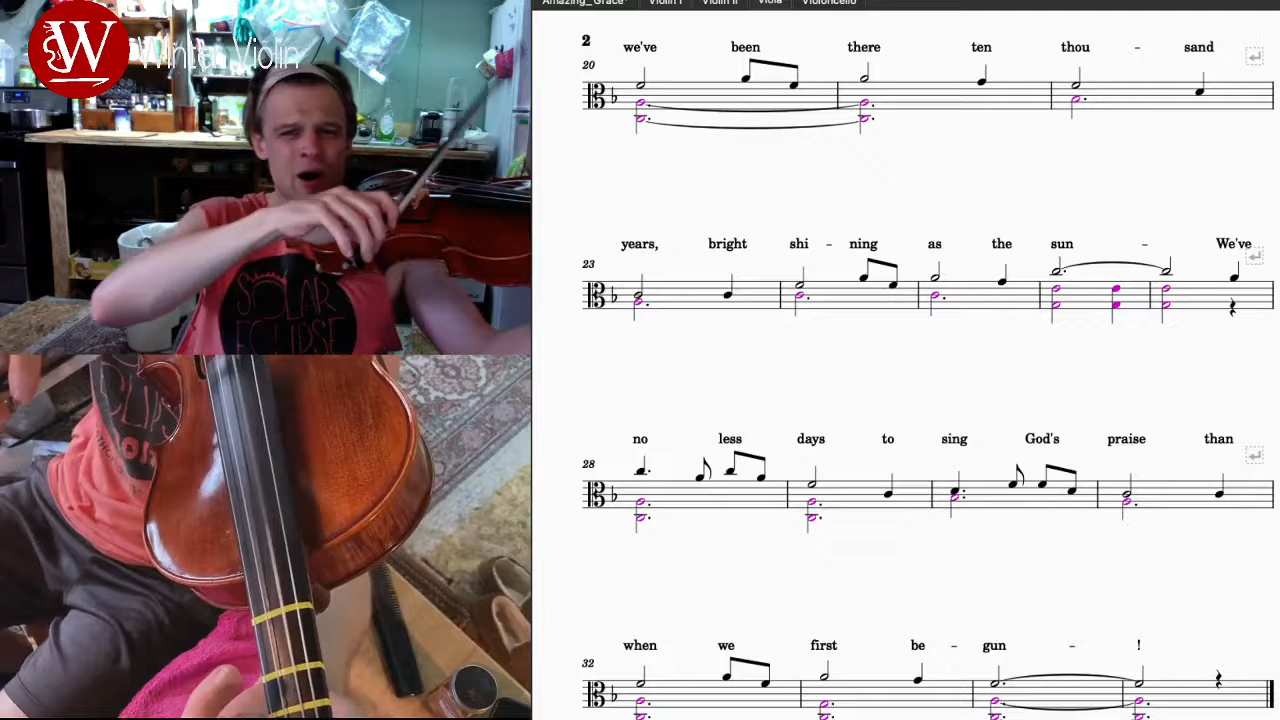 Amazing_Grace* Violin I Violin II Viola Violoncello
W Winter Violin
2
we've been there ten thou - sand
20
years, bright shi - ning as the sun - We've
23
no less days to sing God's praise than
28
when we first be - gun - !
32
SOLAR
ECLIPSE